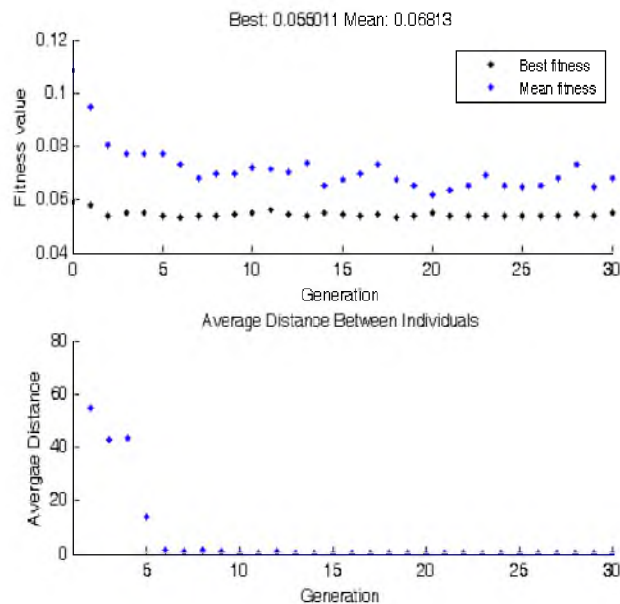 Best: 0.055011 Mean: 0.06813
0.12
0.1
0.08
0.06
0.04
Fitness value
Best fitness
Mean fitness
0 5 10 15 20 25 30
Generation
Average Distance Between Individuals
80
60
40
20
0
Avergae Distance
5 10 15 20 25 30
Generation